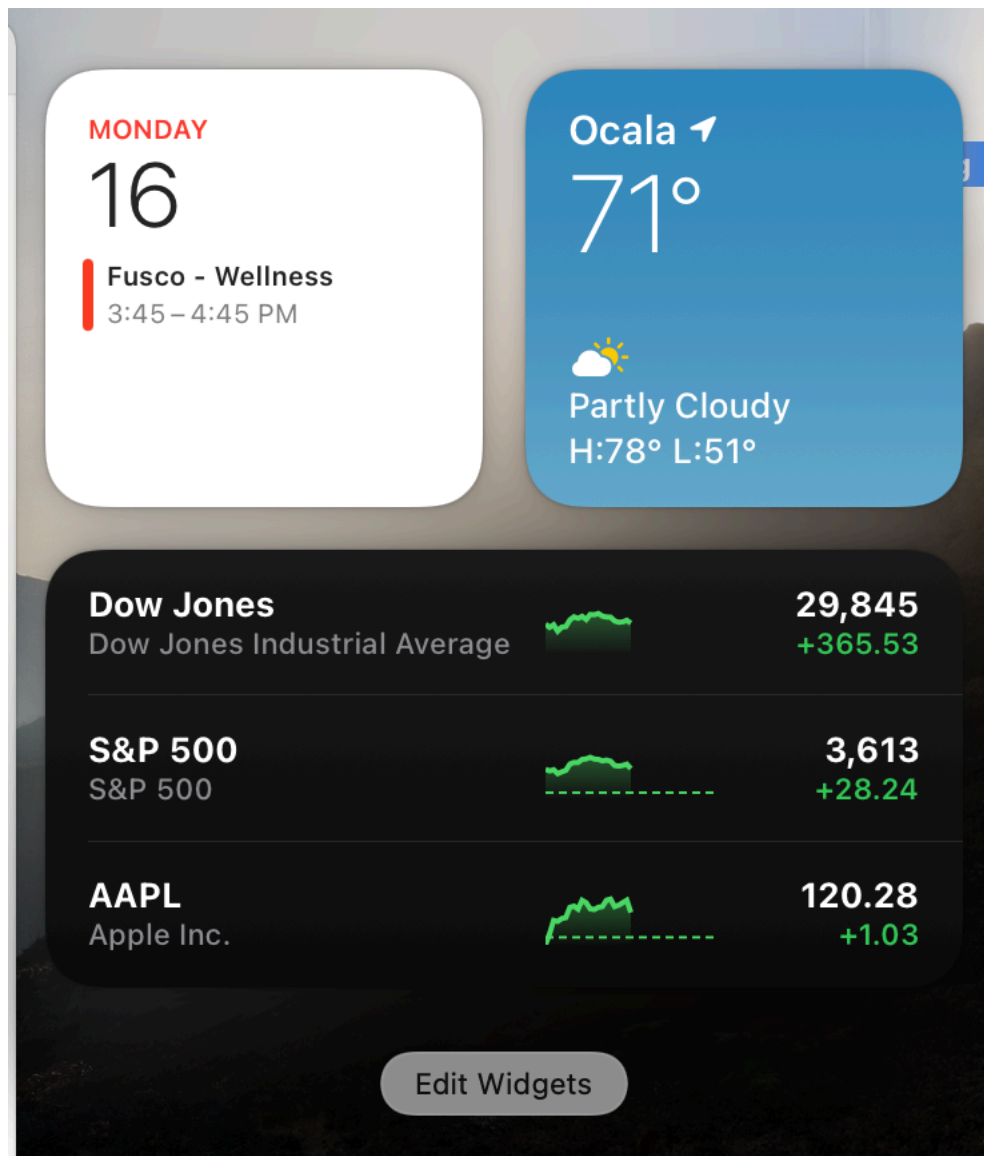 MONDAY
16
Fusco - Wellness
3:45 – 4:45 PM
Ocala
71°
Partly Cloudy
H:78° L:51°
g
Dow Jones
29,845
Dow Jones Industrial Average
+365.53
S&P 500
3,613
S&P 500
+28.24
AAPL
120.28
Apple Inc.
+1.03
Edit Widgets